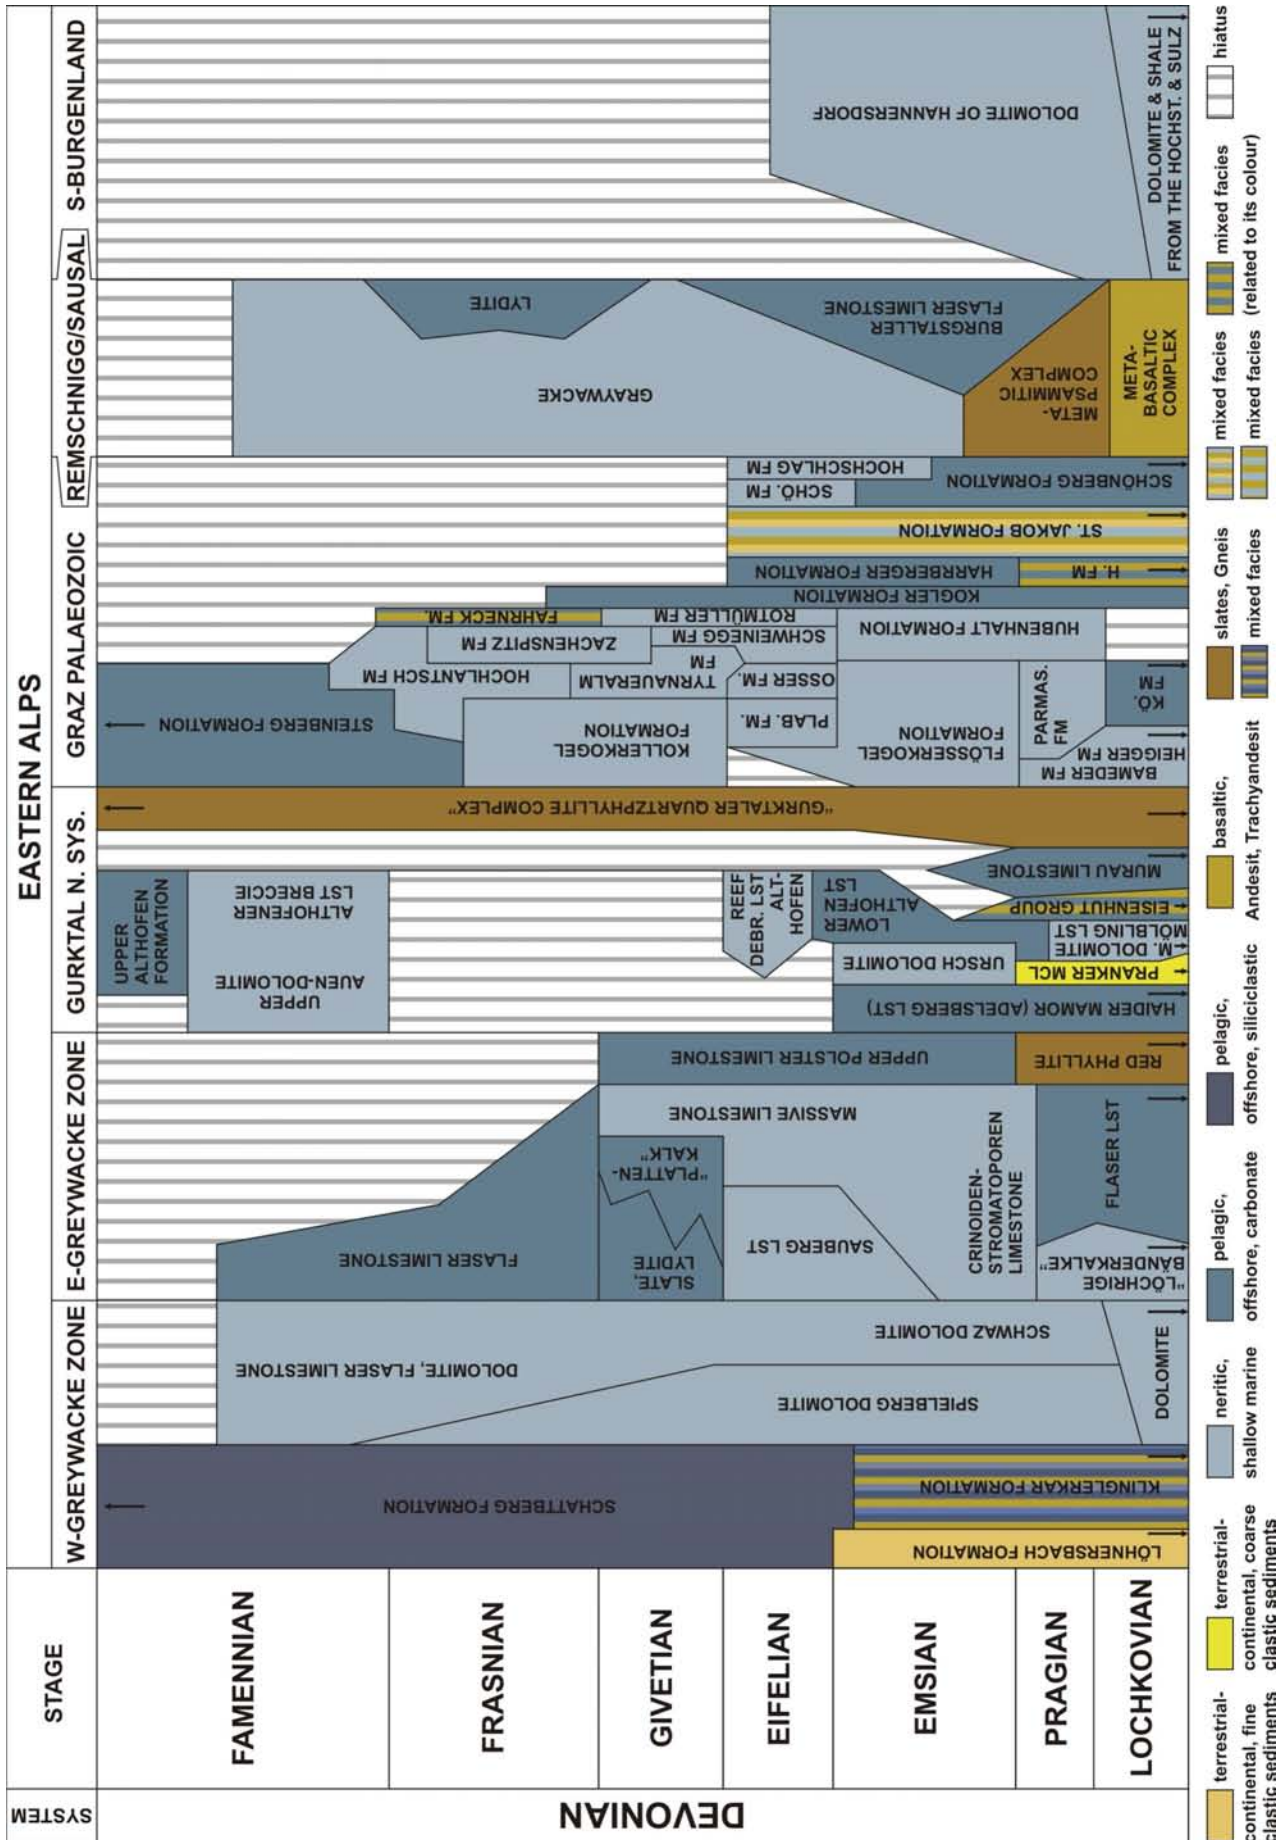 EASTERN ALPS
SYSTEM
STAGE
W-GREYWACKE ZONE
E-GREYWACKE ZONE
GURKTAL N. SYS.
GRAZ PALAEOZOIC
REMSCHNIGG/SAUSAL
S-BURGENLAND
DEVONIAN
FAMENNIAN
FRASNIAN
GIVETIAN
EIFELIAN
EMSIAN
PRAGIAN
LOCHKOVIAN
SCHATTBERG FORMATION
KLINGLERKAR FORMATION
LÖHNERSBACH FORMATION
DOLOMITE, FLASER LIMESTONE
SPIELBERG DOLOMITE
SCHWAZ DOLOMITE
DOLOMITE
FLASER LIMESTONE
SLATE,
LYDITE
"PLATTEN-
KALK"
SAUBERG LST
MASSIVE LIMESTONE
CRINOIDEN-
STROMATOPOREN
LIMESTONE
"LÖCHRIGE
BÄNDERKALKE"
FLASER LST
UPPER POLSTER LIMESTONE
RED PHYLLITE
UPPER
ALTHOFEN
FORMATION
UPPER
AUEN-DOLOMITE
ALTHOFENER
LST BRECCIE
REEF
DEBR. LST
ALT-
HOFEN
LOWER
ALTHOFEN
LST
URSCH DOLOMITE
HAIDER MAMOR (ADELSBERG LST)
PRANKER MCL
M. DOLOMITE
MÖLBLING LST
EISENHUT GROUP
MURAU LIMESTONE
"GURKTALER QUARTZPHYLLITE COMPLEX"
STEINBERG FORMATION
KOLLERKOGEL
FORMATION
HOCHLANTSCH FM
ZACHENSPITZ FM
FAHRNECK FM.
TYRNAUERALM
FM
SCHWEINEGG FM
ROTMÜLLER FM
PLAB. FM.
OSSER FM.
FLÖSSERKOGEL
FORMATION
HUBENHALT FORMATION
PARMAS.
FM
KÖ.
FM
BAMEDER FM
HEIGGER FM
KOGLER FORMATION
HARRBERGER FORMATION
H. FM
ST. JAKOB FORMATION
SCHÖ. FM
HOCHSCHLAG FM
SCHÖNBERG FORMATION
GRAYWACKE
LYDITE
BURGSTALLER
FLASER LIMESTONE
META-
PSAMMITIC
COMPLEX
META-
BASALTIC
COMPLEX
DOLOMITE OF HANNERSDORF
DOLOMITE & SHALE
FROM THE HOCHST. & SULZ
terrestrial-
continental, fine
clastic sediments
terrestrial-
continental, coarse
clastic sediments
neritic,
shallow marine
pelagic,
offshore, carbonate
pelagic,
offshore, siliciclastic
basaltic,
Andesit, Trachyandesit
slates, Gneis
mixed facies
mixed facies
mixed facies
mixed facies
(related to its colour)
hiatus